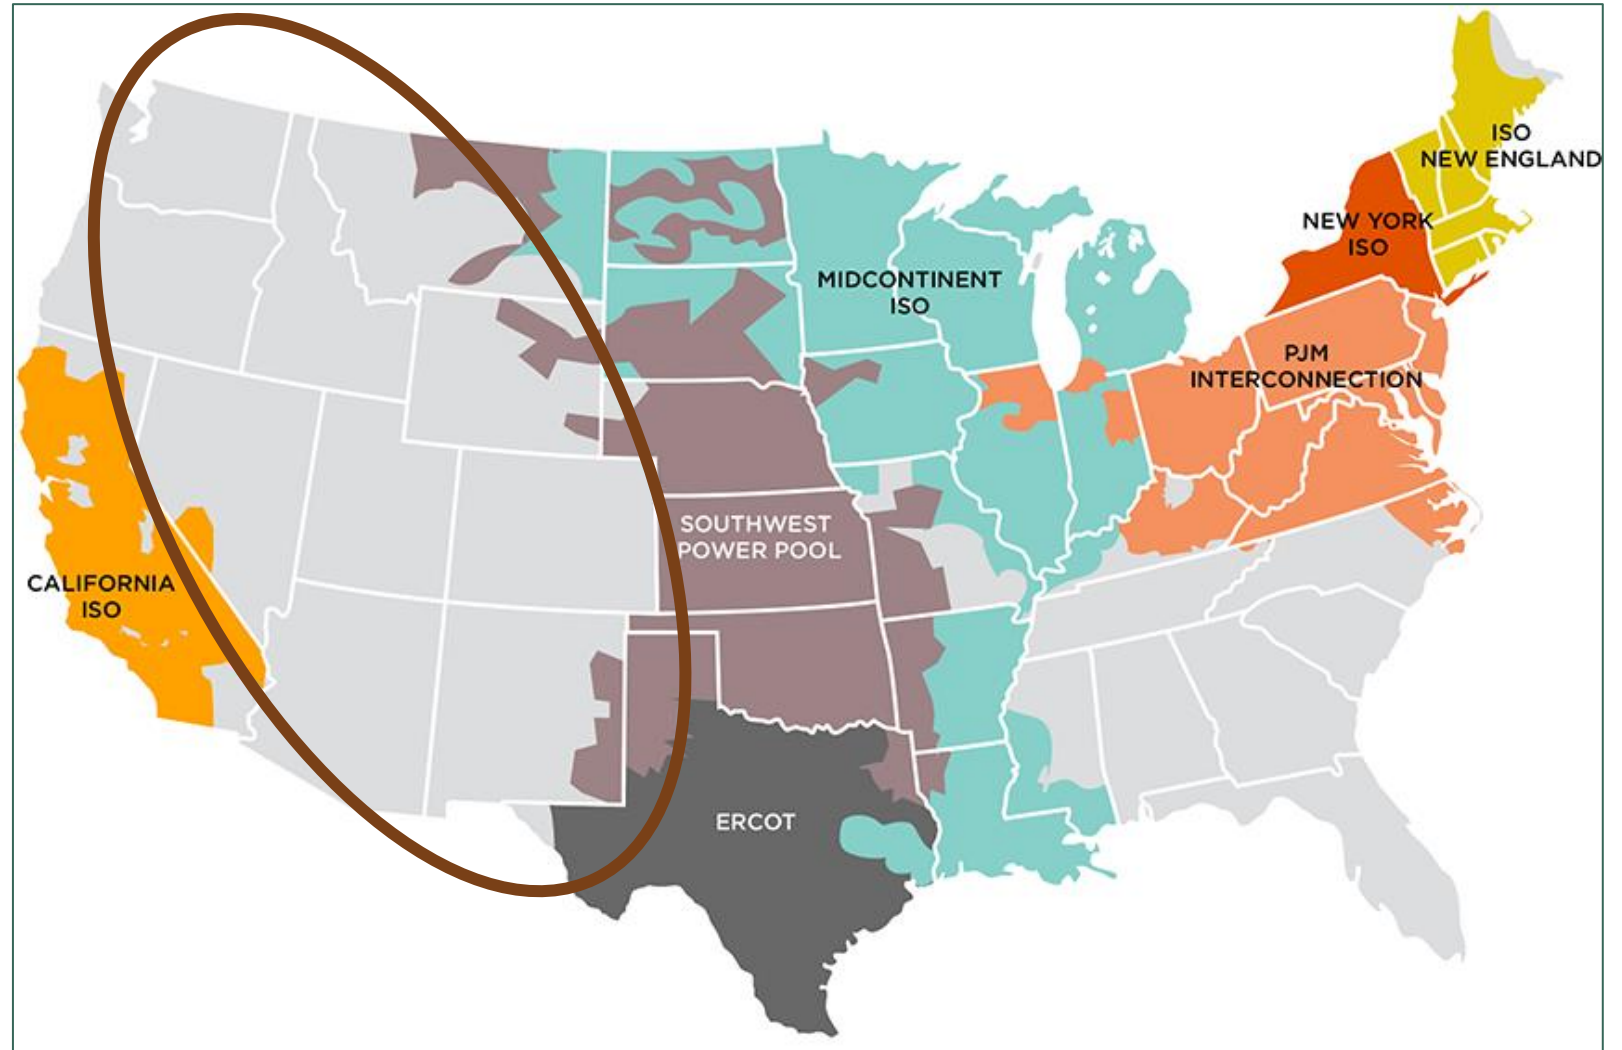 ISO
NEW ENGLAND
NEW YORK
ISO
MIDCONTINENT
ISO
PJM
INTERCONNECTION
SOUTHWEST
POWER POOL
CALIFORNIA
ISO
ERCOT